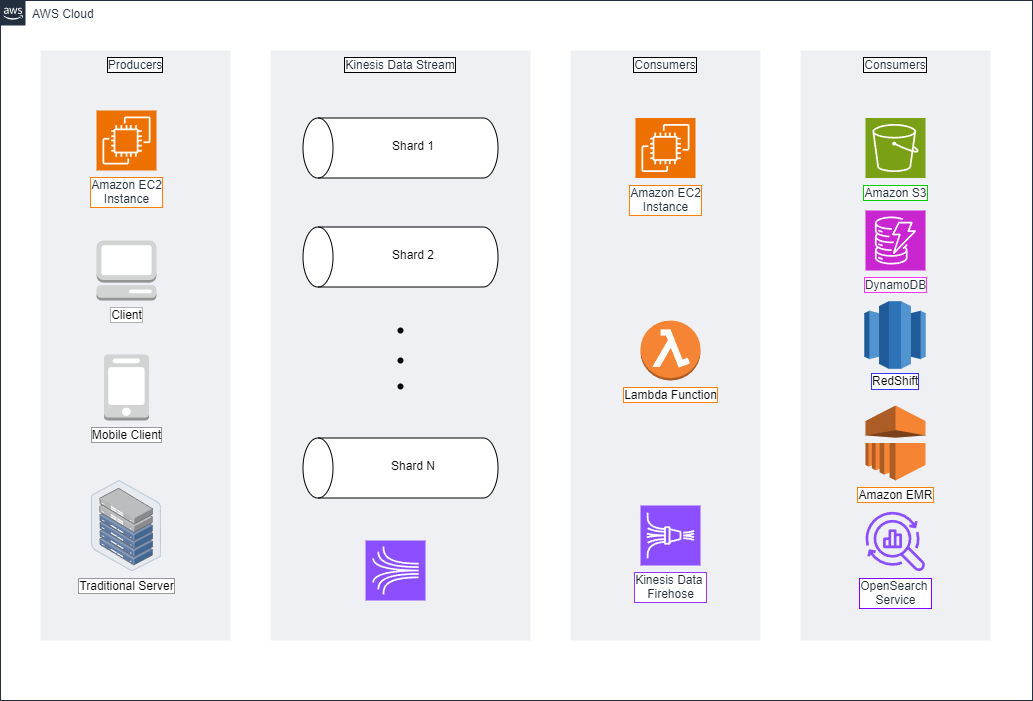 aws
AWS Cloud
Producers
Amazon EC2
Instance
Client
Mobile Client
Traditional Server
Kinesis Data Stream
Shard 1
Shard 2
Shard N
Consumers
Amazon EC2
Instance
Lambda Function
Kinesis Data
Firehose
Consumers
Amazon S3
DynamoDB
RedShift
Amazon EMR
OpenSearch
Service